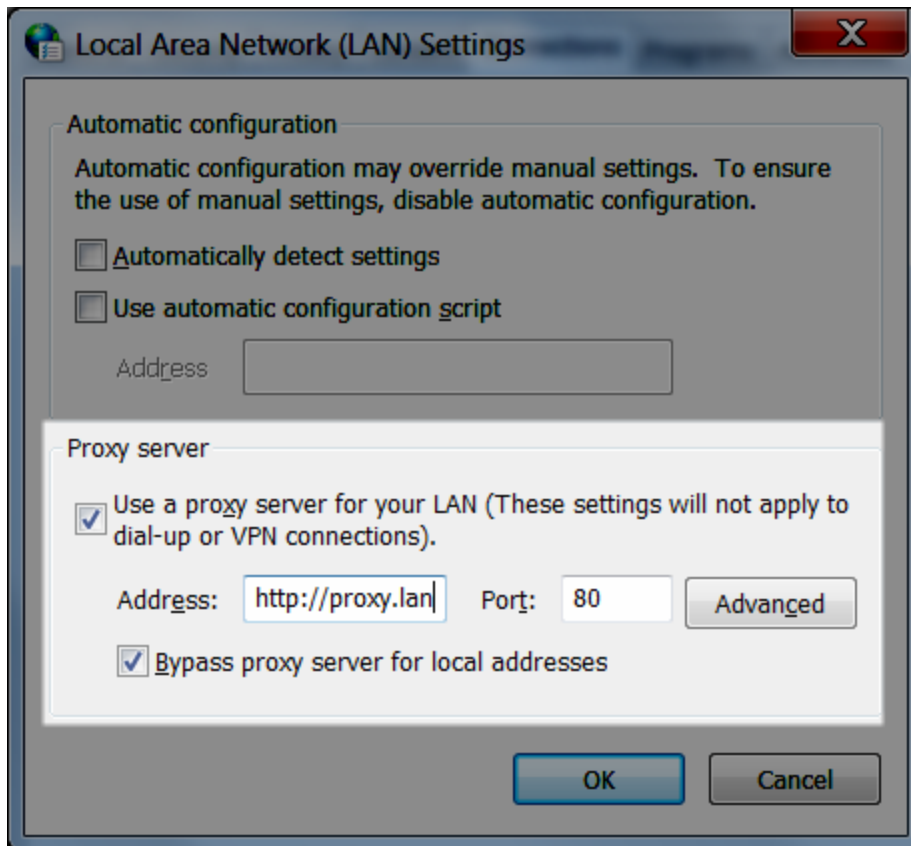 Local Area Network (LAN) Settings
Automatic configuration
Automatic configuration may override manual settings.  To ensure
the use of manual settings, disable automatic configuration.
Automatically detect settings
Use automatic configuration script
Address
Proxy server
Use a proxy server for your LAN (These settings will not apply to
dial-up or VPN connections).
Address: http://proxy.lan Port: 80 Advanced
Bypass proxy server for local addresses
OK Cancel